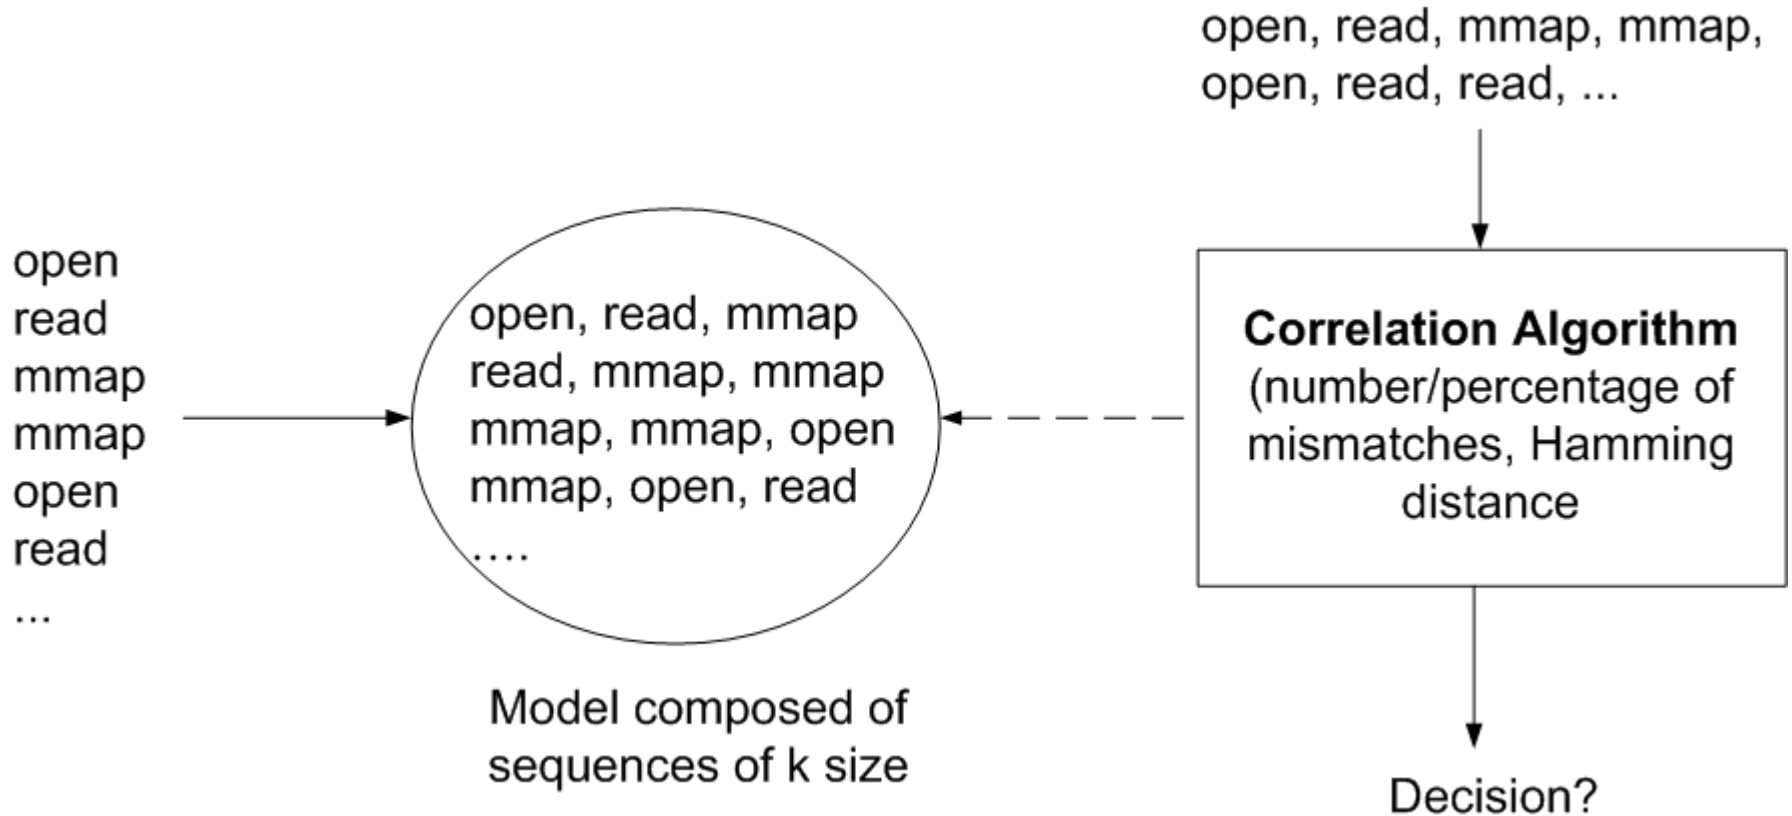 open, read, mmap, mmap,
open, read, read, ...
open
read
mmap
mmap
open
read
...
open, read, mmap
read, mmap, mmap
mmap, mmap, open
mmap, open, read
....
Model composed of
sequences of k size
Correlation Algorithm
(number/percentage of
mismatches, Hamming
distance
Decision?